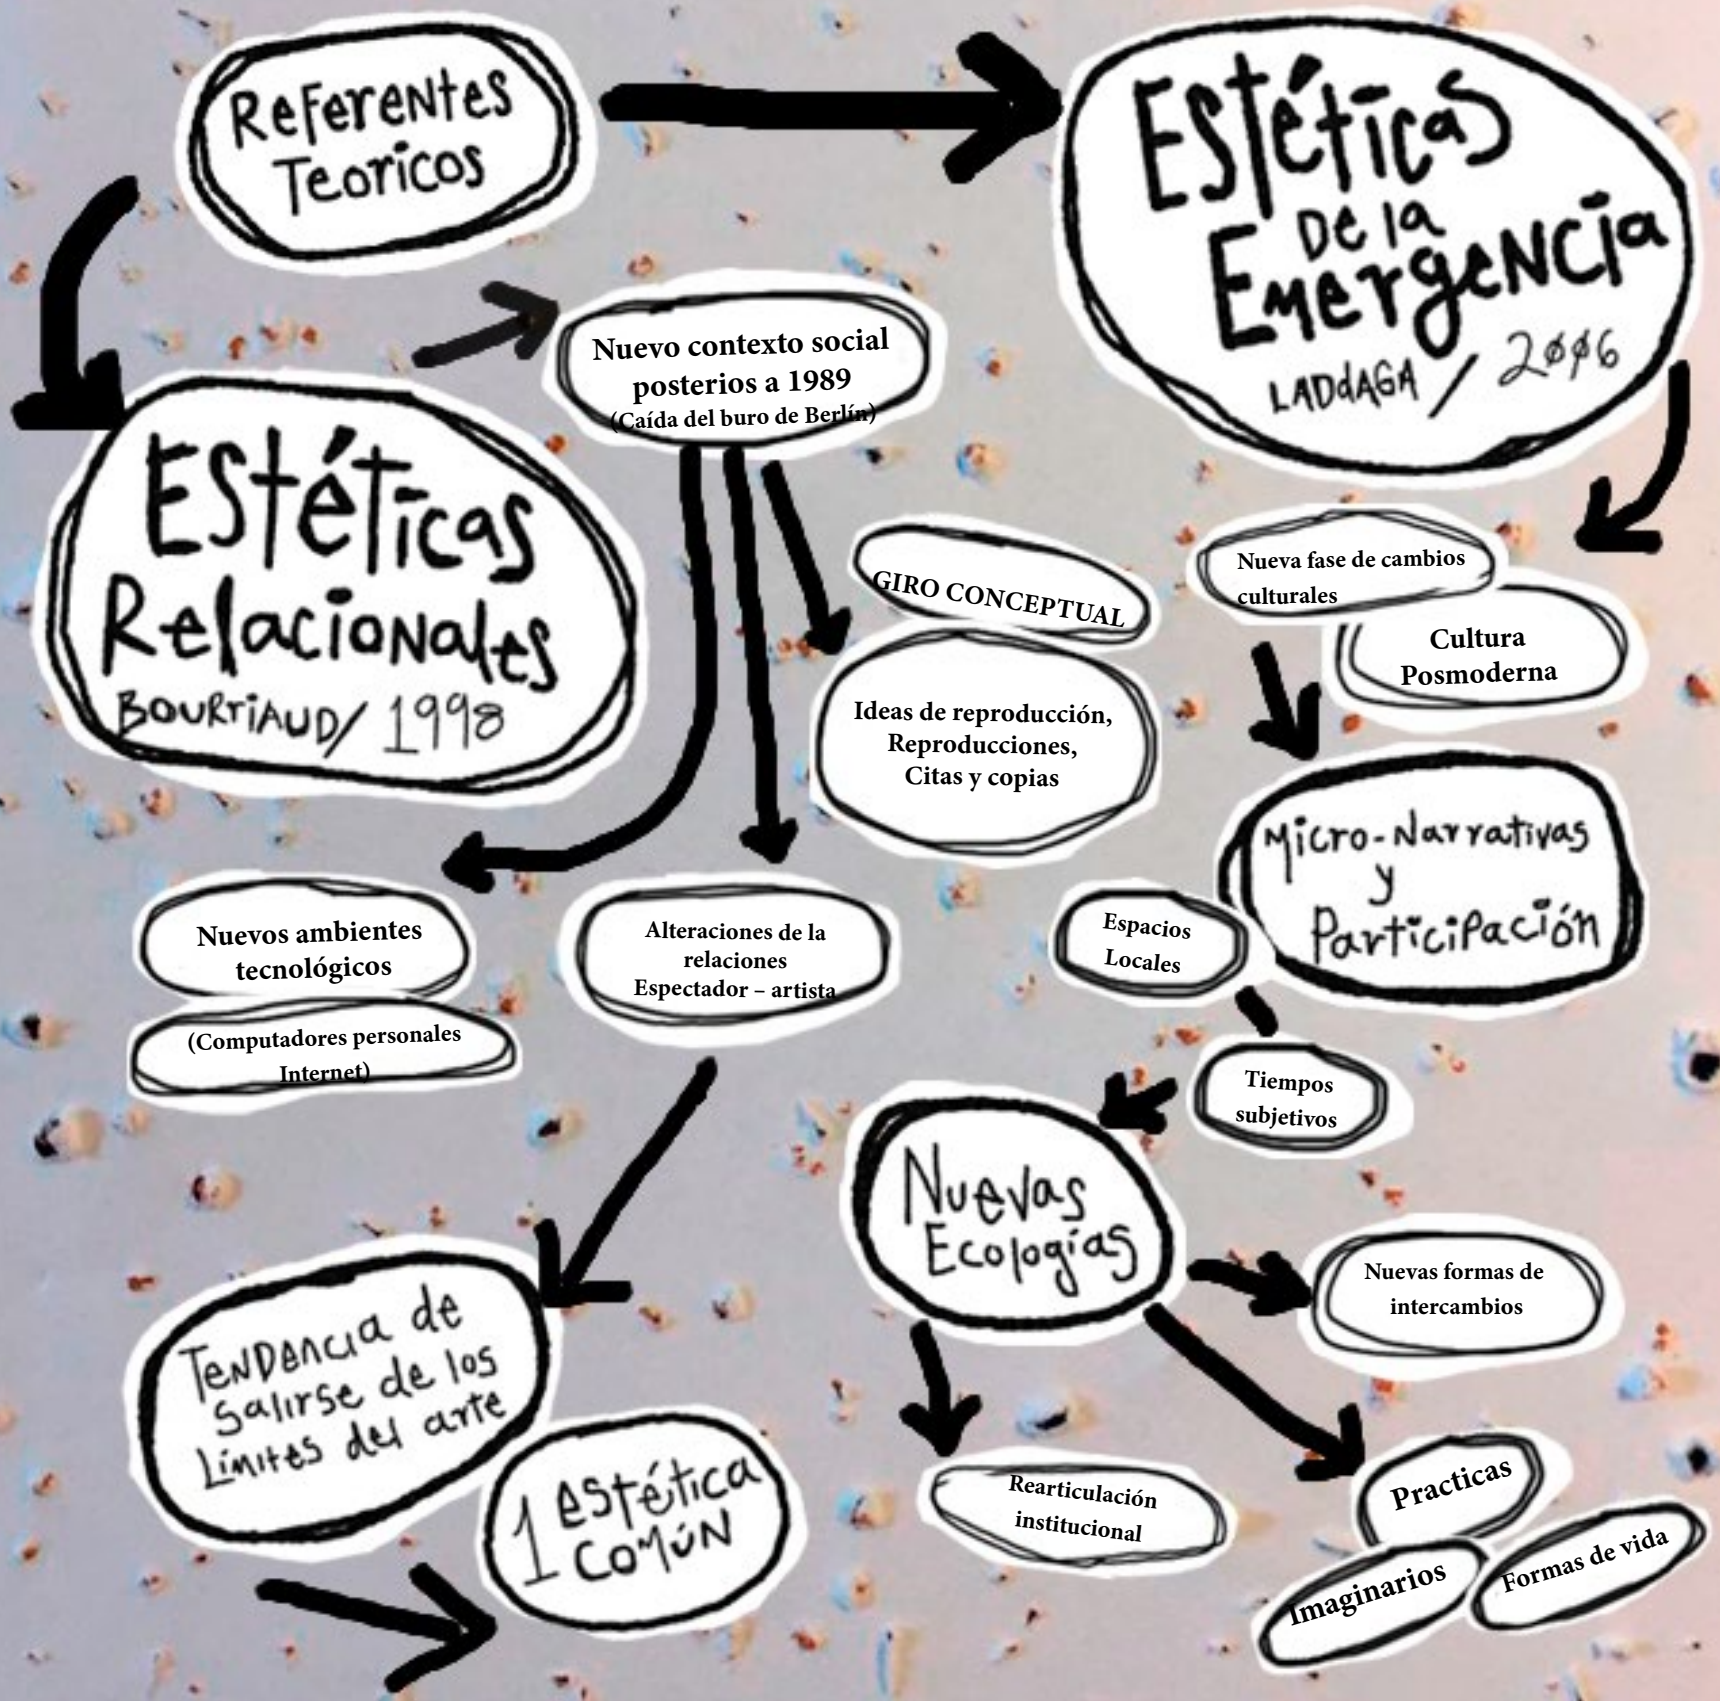 Referentes
Teoricos
Estéticas
de la
Emergencia
LADdAGA / 2006
Nuevo contexto social
posterios a 1989
(Caída del buro de Berlín)
Estéticas
Relacionales
BOURTIAUD/ 1998
GIRO CONCEPTUAL
Ideas de reproducción,
Reproducciones,
Citas y copias
Nueva fase de cambios
culturales
Cultura
Posmoderna
Micro-Narrativas
y
Participación
Espacios
Locales
Tiempos
subjetivos
Nuevos ambientes
tecnológicos
(Computadores personales
Internet)
Alteraciones de la
relaciones
Espectador – artista
Nuevas
Ecologías
Nuevas formas de
intercambios
Tendencia de
salirse de los
Límites del arte
1 estética
común
Rearticulación
institucional
Practicas
Imaginarios
Formas de vida